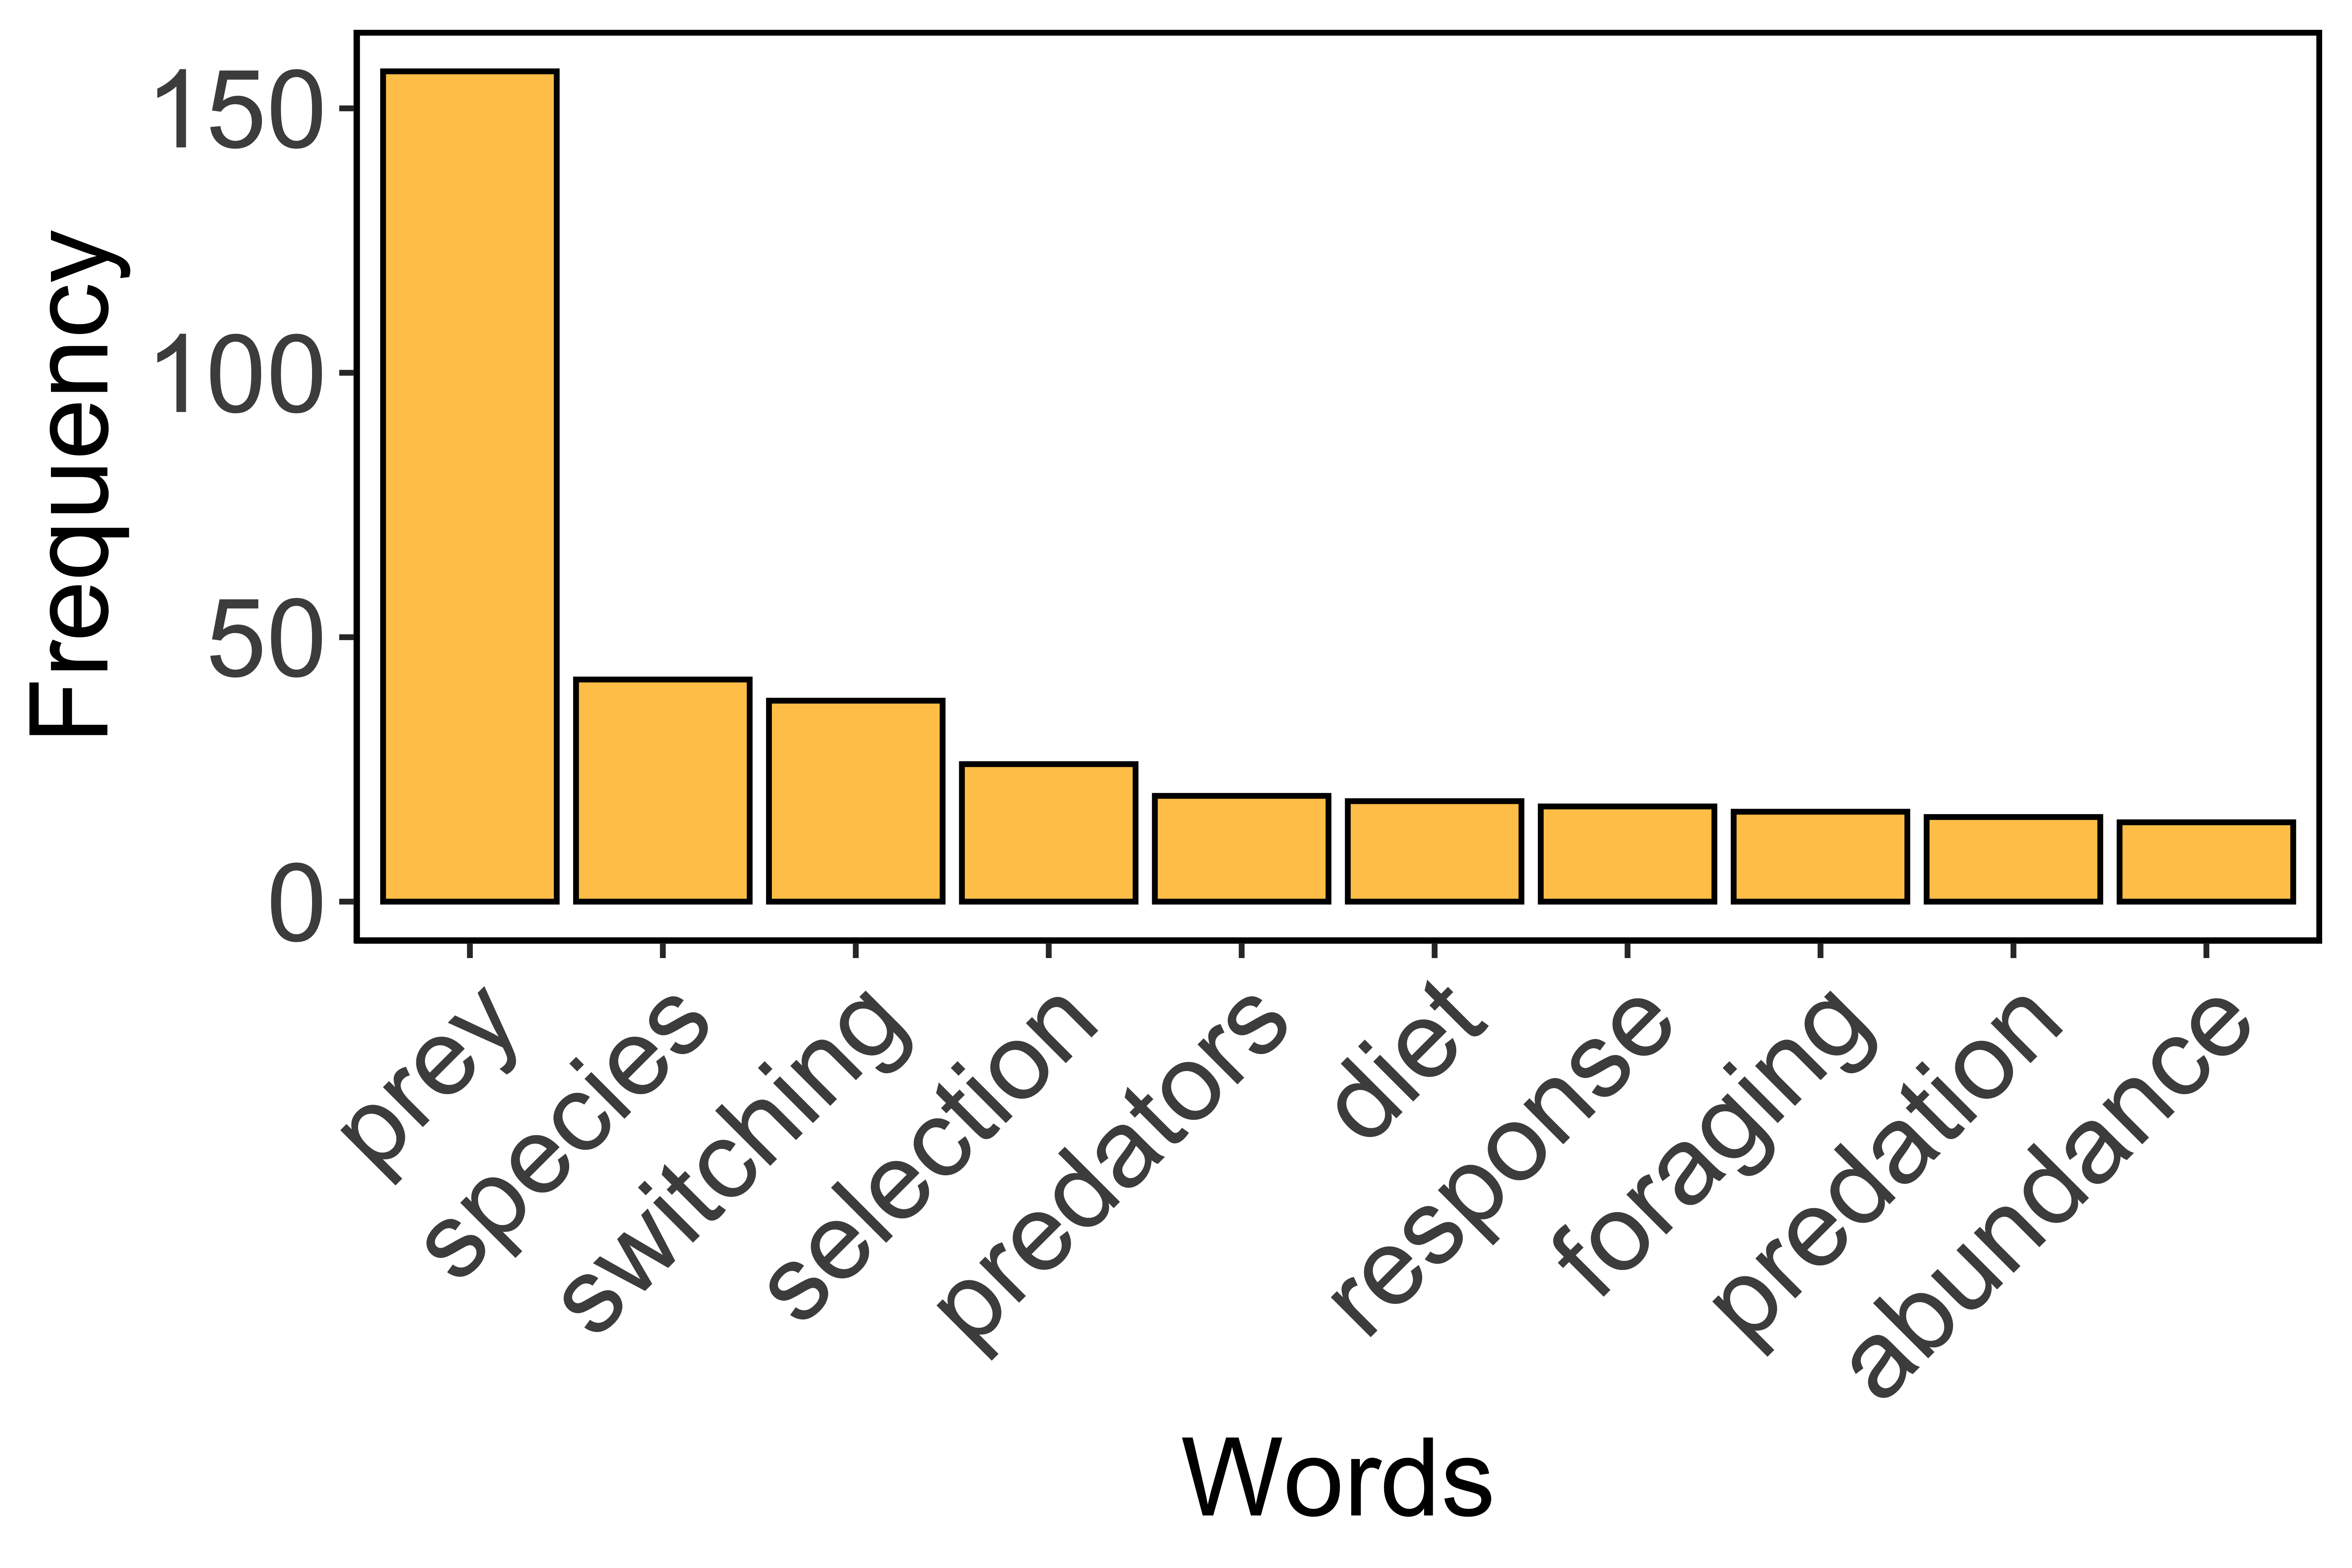 Frequency
150
100
50
0
prey
species
switching
selection
predators
diet
response
foraging
predation
abundance
Words